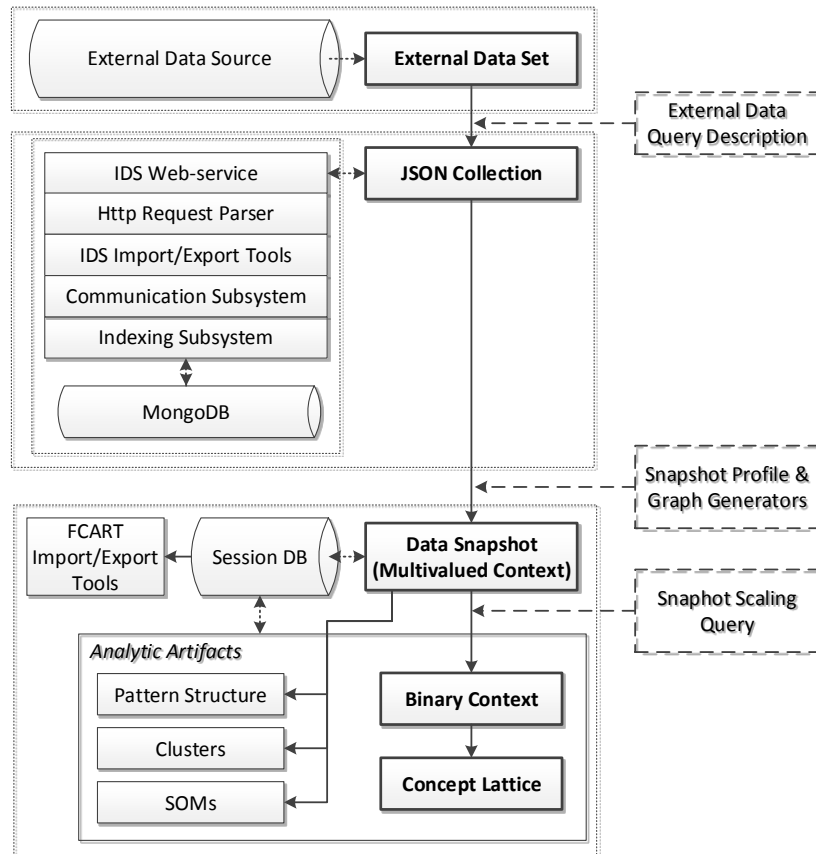 External Data Source
External Data Set
External Data
Query Description
IDS Web-service
JSON Collection
Http Request Parser
IDS Import/Export Tools
Communication Subsystem
Indexing Subsystem
MongoDB
Snapshot Profile &
Graph Generators
FCART
Import/Export
Tools
Session DB
Data Snapshot
(Multivalued Context)
Snaphot Scaling
Query
Analytic Artifacts
Pattern Structure
Binary Context
Clusters
Concept Lattice
SOMs